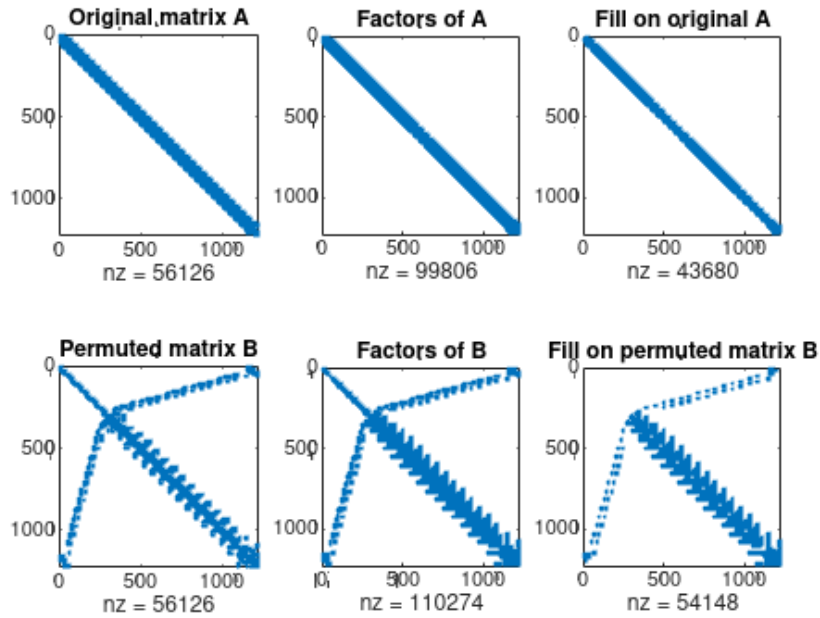 Original matrix A
0
500
1000
0 500 1000
nz = 56126
Factors of A
0
500
1000
0 500 1000
nz = 99806
Fill on original A
0
500
1000
0 500 1000
nz = 43680
Permuted matrix B
0
500
1000
0 500 1000
nz = 56126
Factors of B
0
500
1000
0 500 1000
nz = 110274
Fill on permuted matrix B
0
500
1000
0 500 1000
nz = 54148